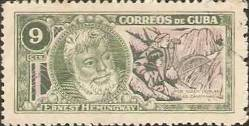 CORREOS DE CUBA
9
CTS
ERNEST HEMINGWAY